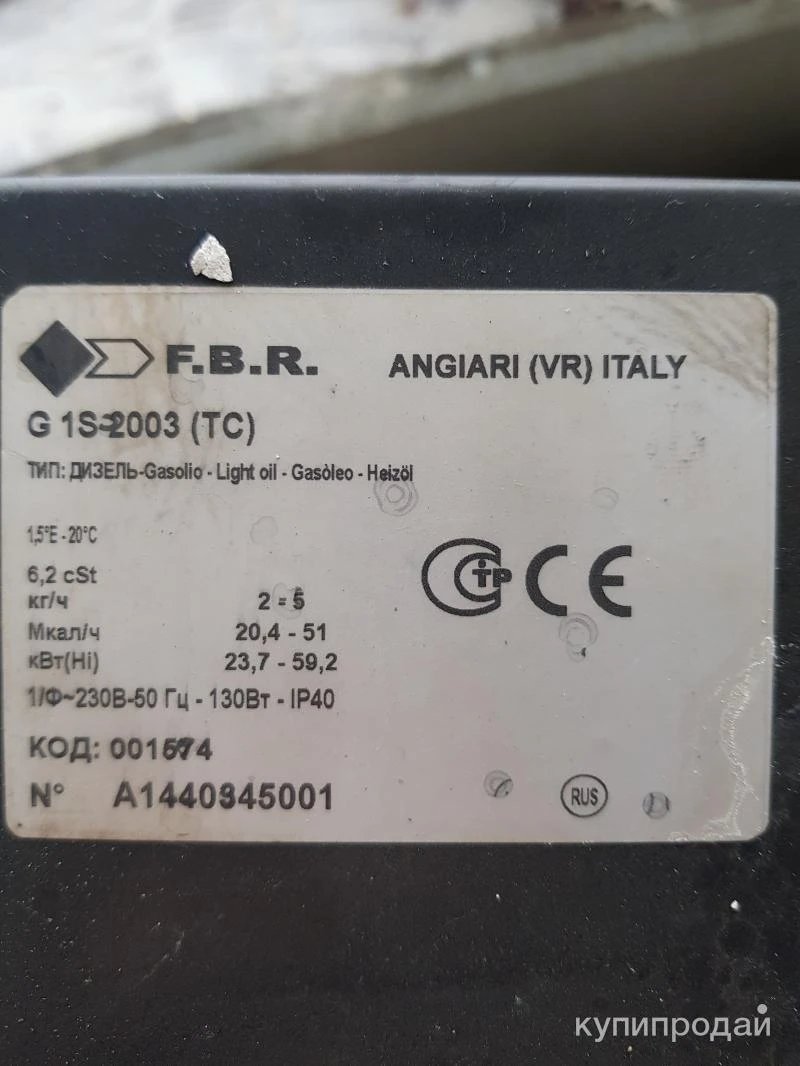 F.B.R. ANGIARI (VR) ITALY
G 1S-2003 (TC)
ТИП: ДИЗЕЛЬ-Gasolio - Light oil - Gasòleo - Heizöl
1,5°E - 20°C
6,2 cSt
кг/ч 2 - 5
Мкал/ч 20,4 - 51
кВт(Hi) 23,7 - 59,2
1/Ф~230В-50 Гц - 130Вт - IP40
СТР CE
КОД:
N° A1440345001
RUS
купипродай